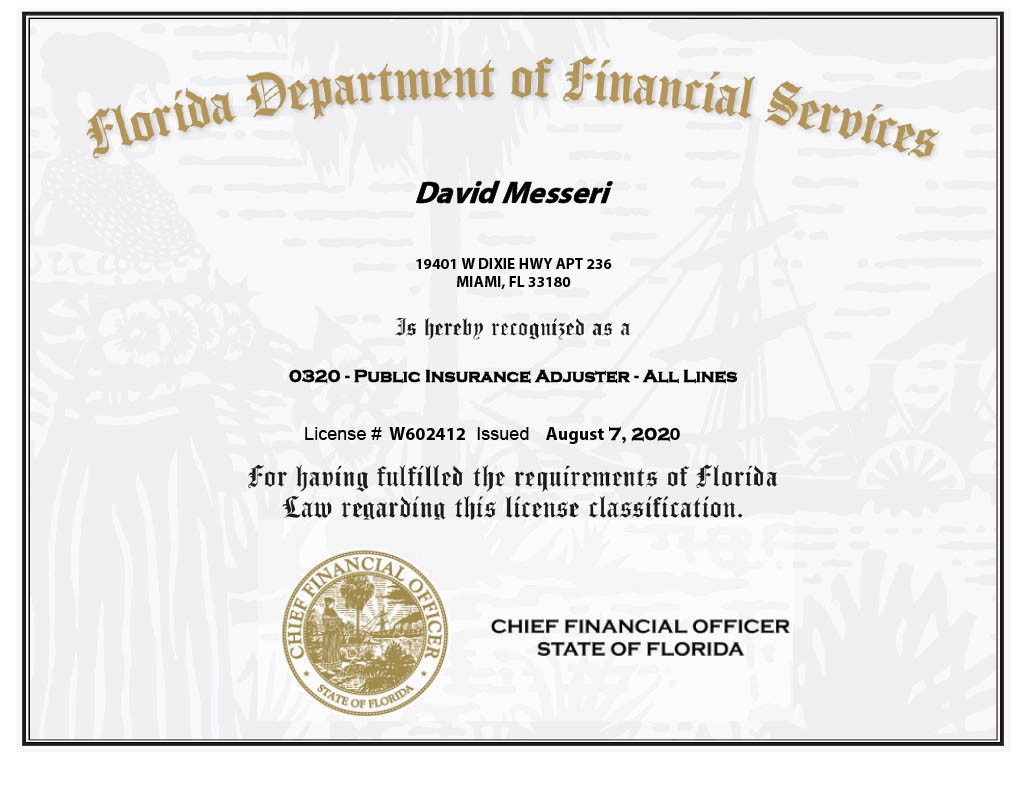 Florida Department of Financial Services
David Messeri
19401 W DIXIE HWY APT 236
MIAMI, FL 33180
Is hereby recognized as a
0320 - Public Insurance Adjuster - All Lines
License # W602412 Issued August 7, 2020
For having fulfilled the requirements of Florida
Law regarding this license classification.
CHIEF FINANCIAL OFFICER
STATE OF FLORIDA
CHIEF FINANCIAL OFFICER
STATE OF FLORIDA